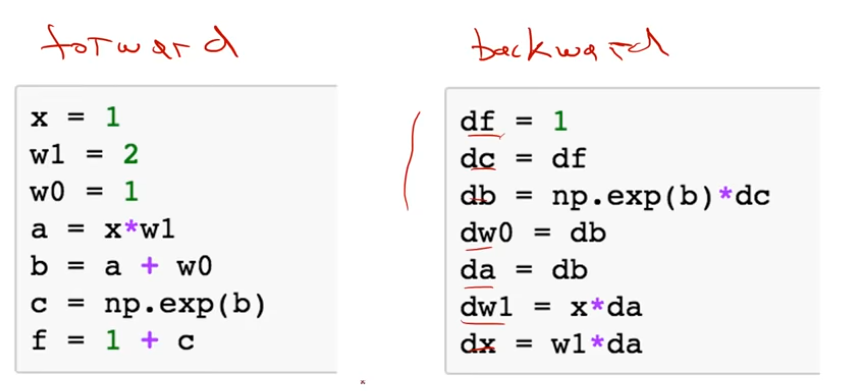 forward
x = 1
w1 = 2
w0 = 1
a = x*w1
b = a + w0
c = np.exp(b)
f = 1 + c
backward
df = 1
dc = df
db = np.exp(b)*dc
dw0 = db
da = db
dw1 = x*da
dx = w1*da